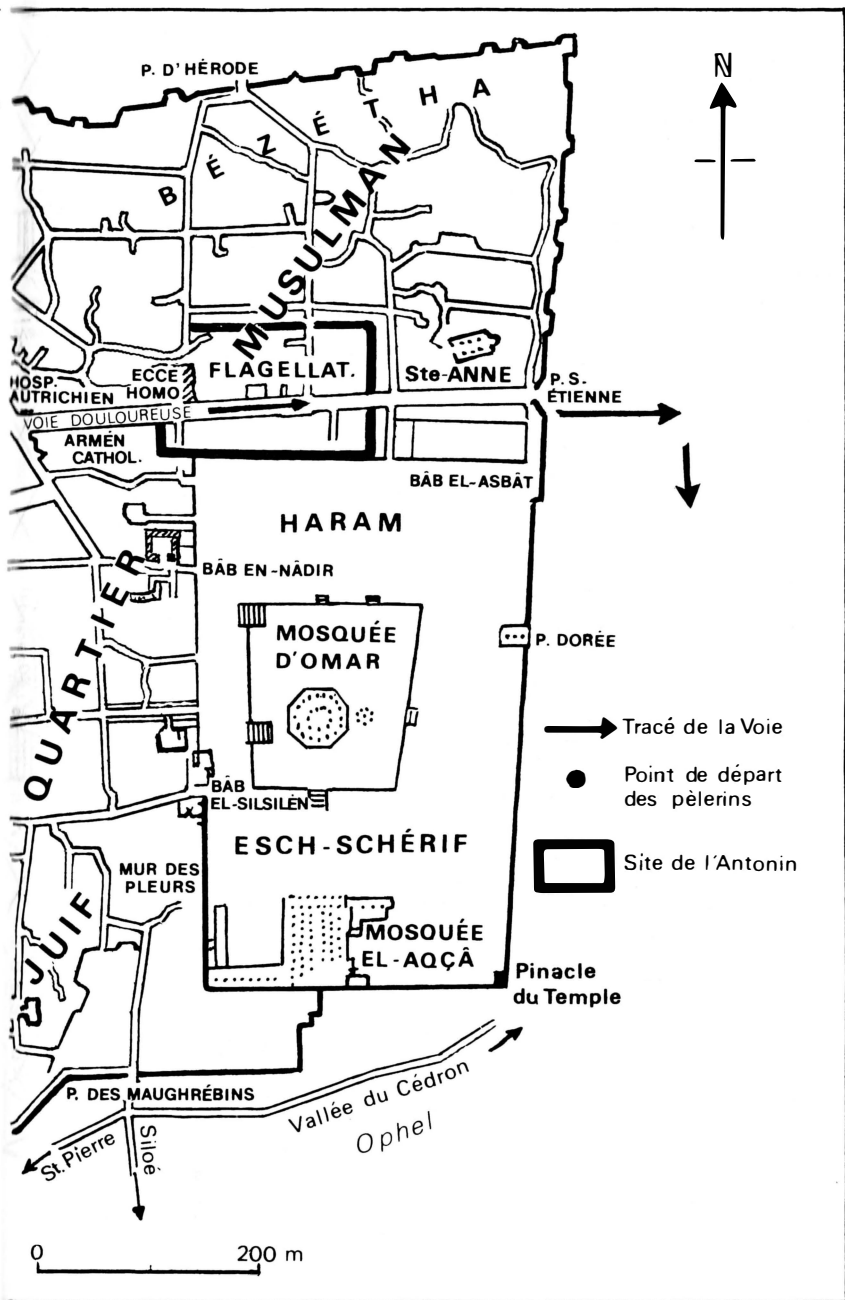 P. D'HÉRODE
N
BÉZÉTHA
MUSULMAN
FLAGELLAT.
Ste-ANNE
ECCE
HOMO
HOSP.
AUTRICHIEN
P. S-
ÉTIENNE
VOIE DOULOUREUSE
ARMÉN
CATHOL.
BÂB EL-ASBÂT
HARAM
BÂB EN-NÂDIR
MOSQUÉE
D'OMAR
P. DORÉE
QUARTIER
Tracé de la Voie
Point de départ
des pèlerins
BÂB
EL-SILSILÈN
ESCH-SCHÉRIF
Site de l'Antonin
MUR DES
PLEURS
JUIF
MOSQUÉE
EL-AQÇÂ
Pinacle
du Temple
P. DES MAUGHRÉBINS
Vallée du Cédron
Ophel
St. Pierre
Siloé
0 200 m